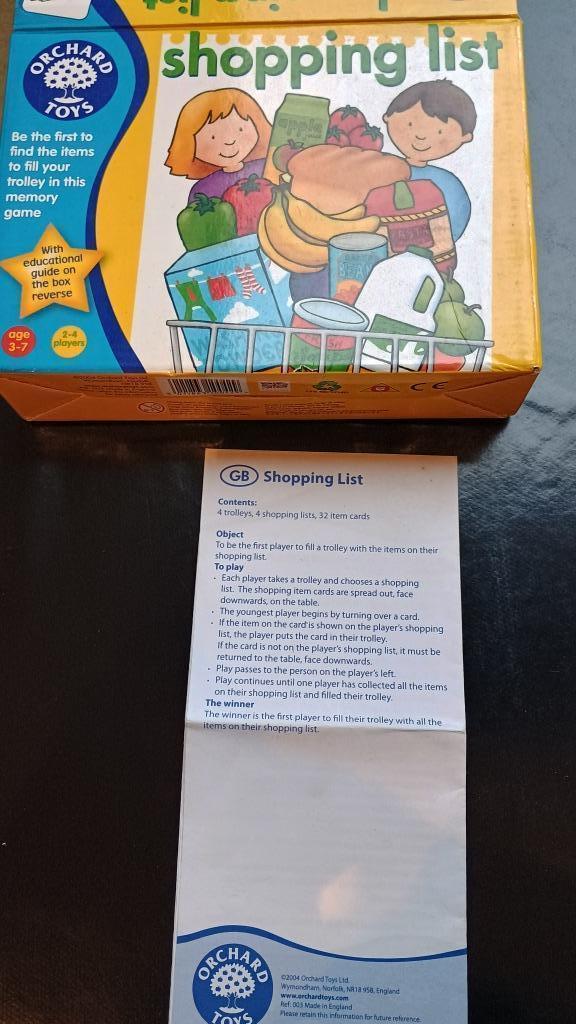 shopping list
ORCHARD
TOYS
Be the first to
find the items
to fill your
trolley in this
memory
game
With
educational
guide on
the box
reverse
age
3-7
2-4
players
apple
BEANS
CE
GB Shopping List
Contents:
4 trolleys, 4 shopping lists, 32 item cards
Object
To be the first player to fill a trolley with the items on their
shopping list.
To play
· Each player takes a trolley and chooses a shopping
list. The shopping item cards are spread out, face
downwards, on the table.
· The youngest player begins by turning over a card.
· If the item on the card is shown on the player's shopping
list, the player puts the card in their trolley.
If the card is not on the player's shopping list, it must be
returned to the table, face downwards.
· Play passes to the person on the player's left.
· Play continues until one player has collected all the items
on their shopping list and filled their trolley.
The winner
The winner is the first player to fill their trolley with all the
items on their shopping list.
ORCHARD
TOYS
©2004 Orchard Toys Ltd.
Wymondham, Norfolk, NR18 9SB, England
www.orchardtoys.com
Ref: 003 Made in England
Please retain this information for future reference.